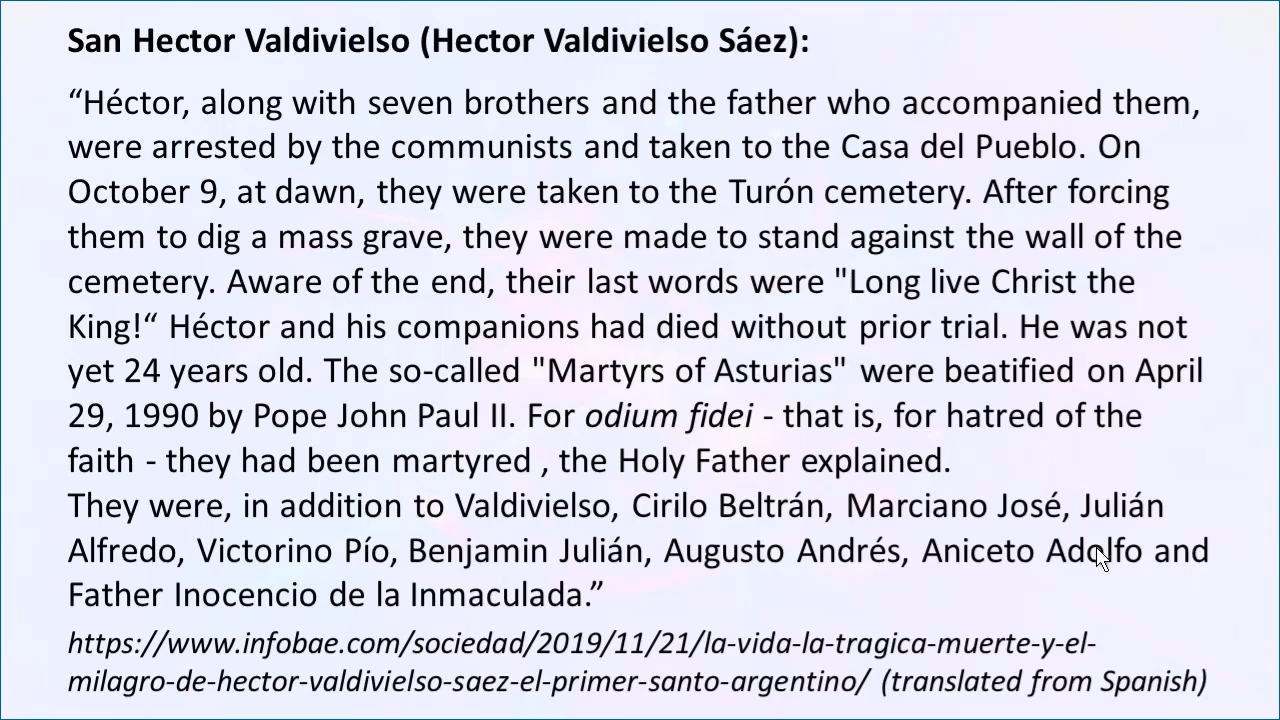 San Hector Valdivielso (Hector Valdivielso Sáez):
“Héctor, along with seven brothers and the father who accompanied them,
were arrested by the communists and taken to the Casa del Pueblo. On
October 9, at dawn, they were taken to the Turón cemetery. After forcing
them to dig a mass grave, they were made to stand against the wall of the
cemetery. Aware of the end, their last words were "Long live Christ the
King!“ Héctor and his companions had died without prior trial. He was not
yet 24 years old. The so-called "Martyrs of Asturias" were beatified on April
29, 1990 by Pope John Paul II. For odium fidei - that is, for hatred of the
faith - they had been martyred , the Holy Father explained.
They were, in addition to Valdivielso, Cirilo Beltrán, Marciano José, Julián
Alfredo, Victorino Pío, Benjamin Julián, Augusto Andrés, Aniceto Adolfo and
Father Inocencio de la Inmaculada.”
https://www.infobae.com/sociedad/2019/11/21/la-vida-la-tragica-muerte-y-el-
milagro-de-hector-valdivielso-saez-el-primer-santo-argentino/ (translated from Spanish)